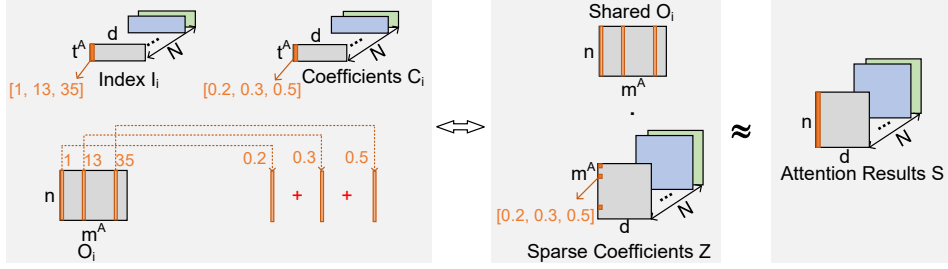 d
t^A
N
Index I_i
[1, 13, 35]
d
t^A
N
Coefficients C_i
[0.2, 0.3, 0.5]
1 13 35
0.2 0.3 0.5
n
+ +
m^A
O_i
Shared O_i
n
m^A
.
m^A
[0.2, 0.3, 0.5]
d
N
Sparse Coefficients Z
≈
n
d
N
Attention Results S